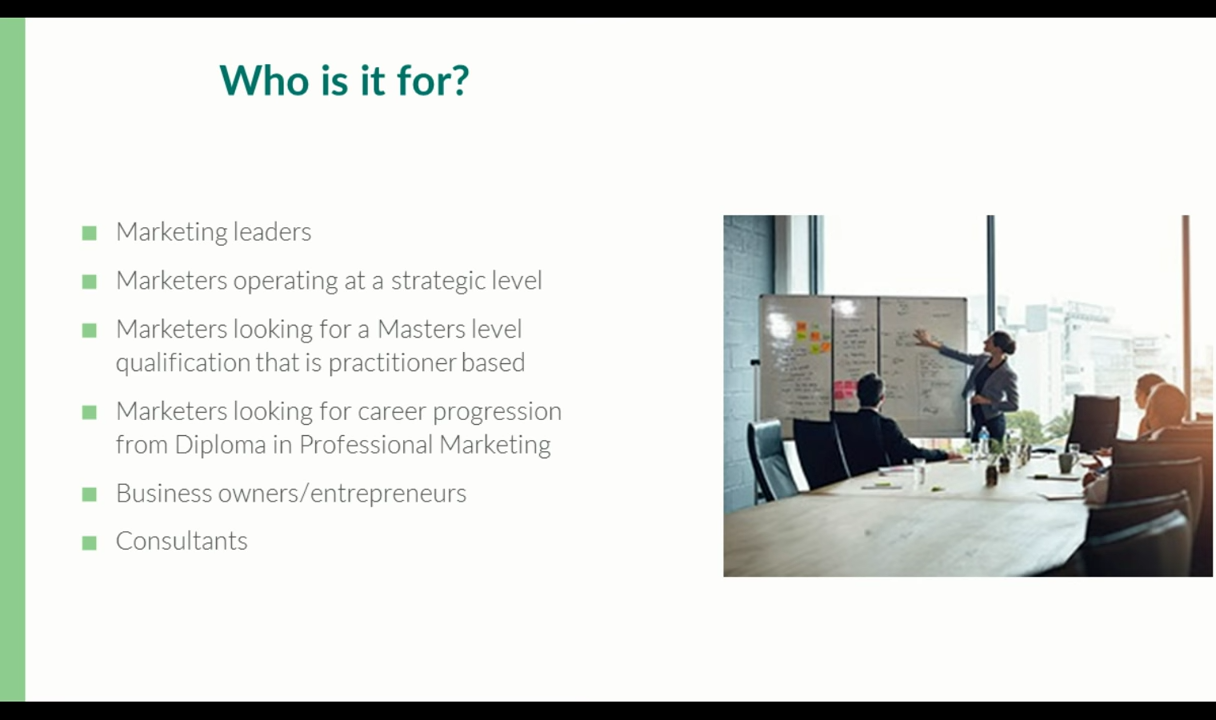 Who is it for?
Marketing leaders
Marketers operating at a strategic level
Marketers looking for a Masters level
qualification that is practitioner based
Marketers looking for career progression
from Diploma in Professional Marketing
Business owners/entrepreneurs
Consultants